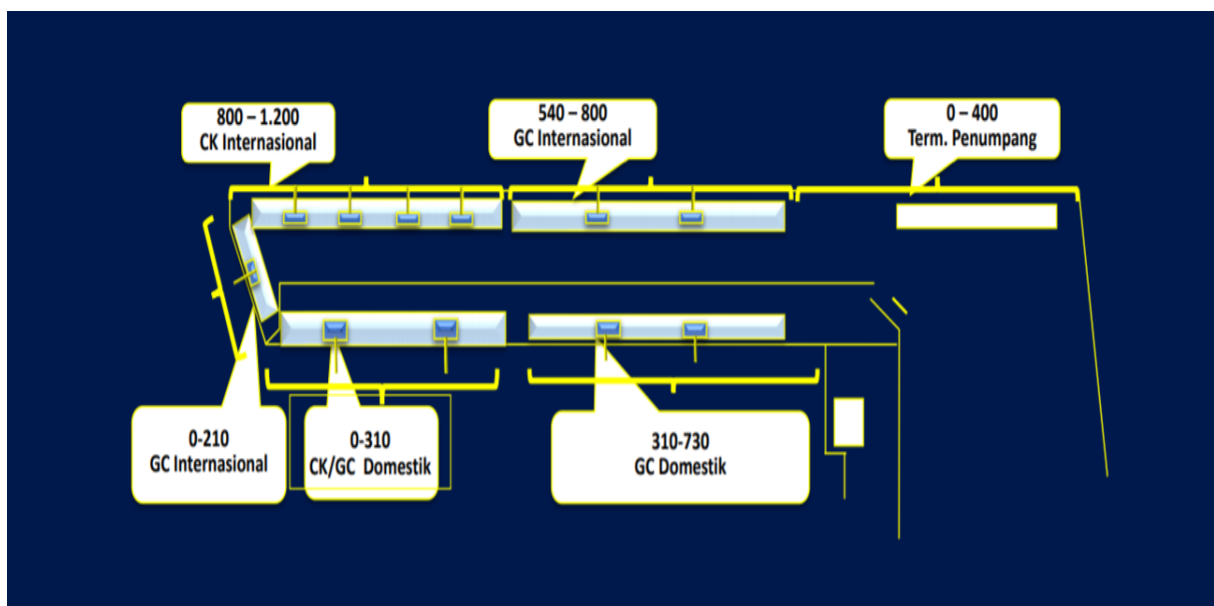 800 – 1.200
CK Internasional
540 – 800
GC Internasional
0 – 400
Term. Penumpang
0-210
GC Internasional
0-310
CK/GC  Domestik
310-730
GC Domestik